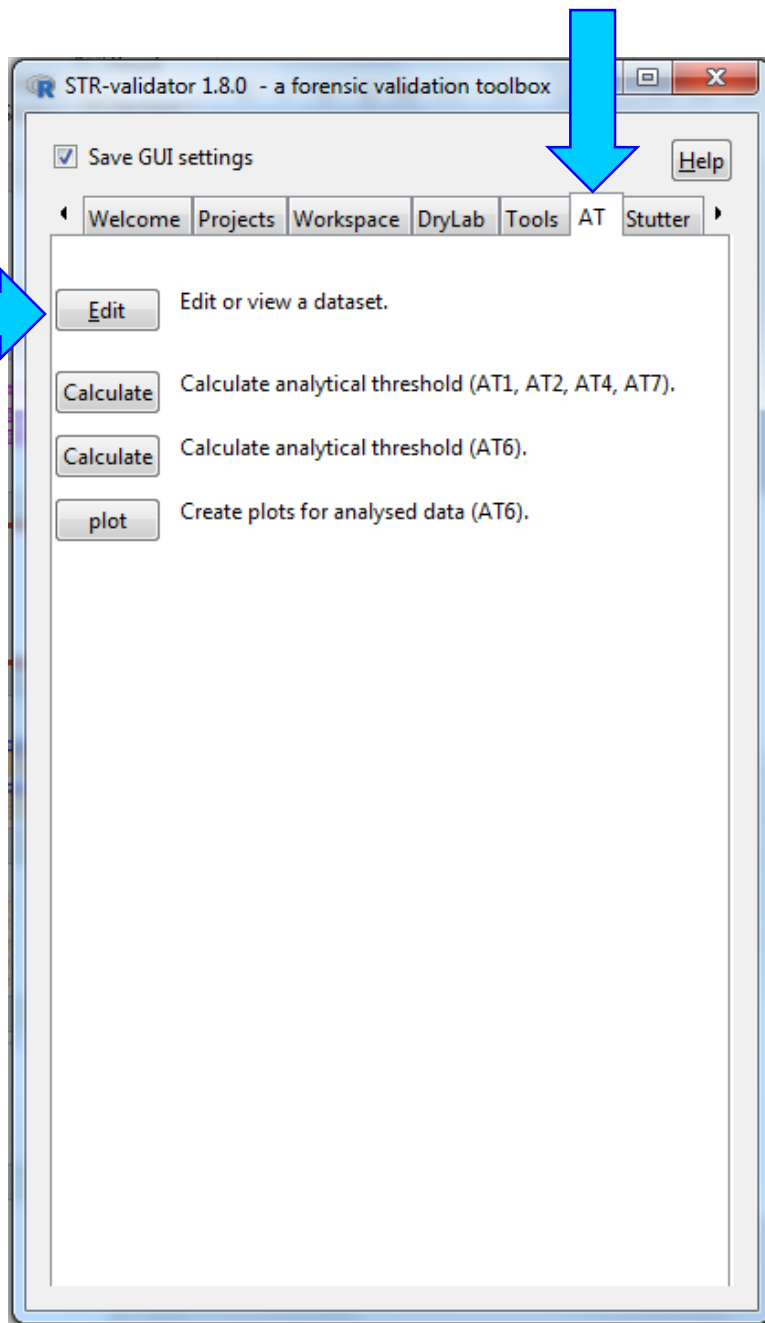 STR-validator 1.8.0 - a forensic validation toolbox
Save GUI settings
Help
Welcome Projects Workspace DryLab Tools AT Stutter
Edit Edit or view a dataset.
Calculate Calculate analytical threshold (AT1, AT2, AT4, AT7).
Calculate Calculate analytical threshold (AT6).
plot Create plots for analysed data (AT6).